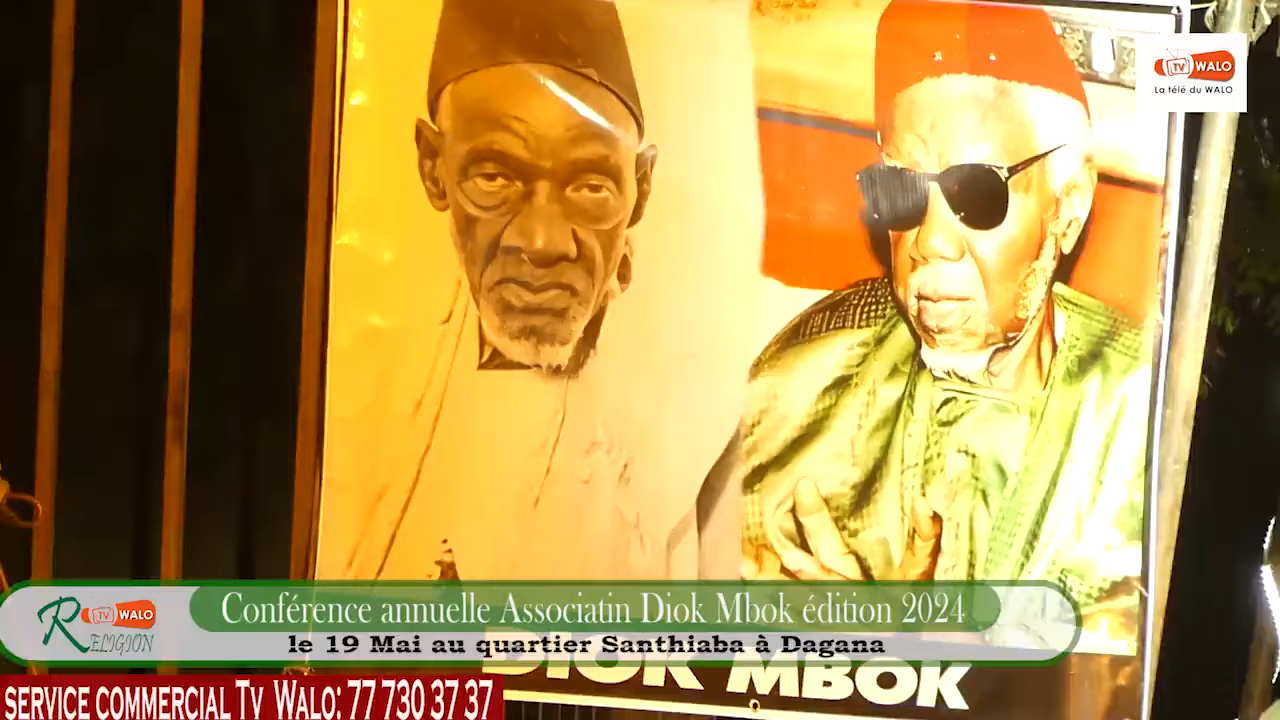 TV WALO
La télé du WALO
RELIGION
TV WALO
Conférence annuelle Associatin Diok Mbok édition 2024
le 19 Mai au quartier Santhiaba à Dagana
DIOK MBOK
SERVICE COMMERCIAL TV WALO: 77 730 37 37